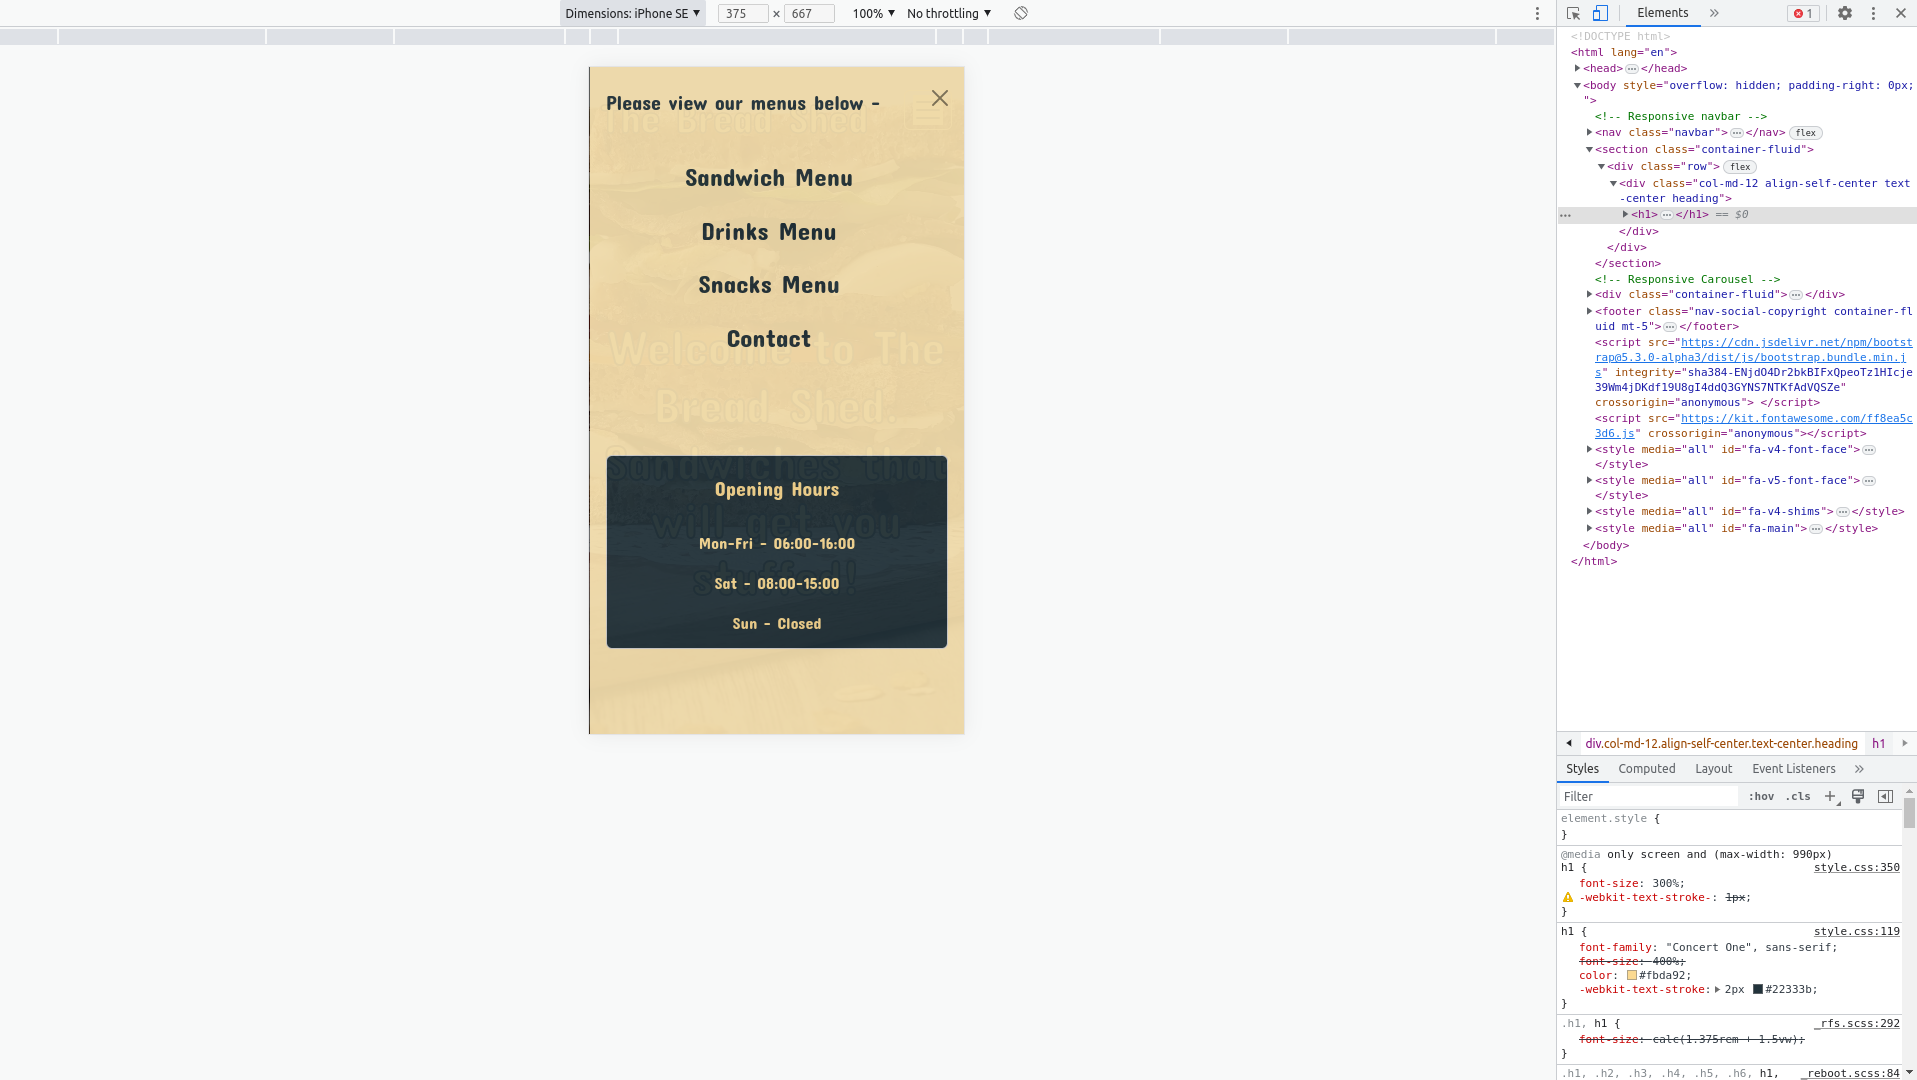 Dimensions: iPhone SE ▼ 375 × 667 100% ▼ No throttling ▼
Please view our menus below -
The Bread Shed
Sandwich Menu
Drinks Menu
Snacks Menu
Contact
Welcome to The
Bread Shed.
Sandwiches that
Opening Hours
will get you
Mon-Fri - 06:00-16:00
stuffed!
Sat - 08:00-15:00
Sun - Closed
Elements » 1
<!DOCTYPE html>
<html lang="en">
<head>…</head>
<body style="overflow: hidden; padding-right: 0px;
">
<!-- Responsive navbar -->
<nav class="navbar">…</nav> flex
<section class="container-fluid">
<div class="row"> flex
<div class="col-md-12 align-self-center text
-center heading">
… <h1>…</h1> == $0
</div>
</div>
</section>
<!-- Responsive Carousel -->
<div class="container-fluid">…</div>
<footer class="nav-social-copyright container-fl
uid mt-5">…</footer>
<script src="https://cdn.jsdelivr.net/npm/bootst
rap@5.3.0-alpha3/dist/js/bootstrap.bundle.min.j
s" integrity="sha384-ENjdO4Dr2bkBIFxQpeoTz1HIcje
39Wm4jDKdf19U8gI4ddQ3GYNS7NTKfAdVQSZe"
crossorigin="anonymous"> </script>
<script src="https://kit.fontawesome.com/ff8ea5c
3d6.js" crossorigin="anonymous"></script>
<style media="all" id="fa-v4-font-face">…
</style>
<style media="all" id="fa-v5-font-face">…
</style>
<style media="all" id="fa-v4-shims">…</style>
<style media="all" id="fa-main">…</style>
</body>
</html>
div.col-md-12.align-self-center.text-center.heading h1
Styles Computed Layout Event Listeners »
Filter :hov .cls +
element.style {
}
@media only screen and (max-width: 990px)
h1 { style.css:350
font-size: 300%;
-webkit-text-stroke-: 1px;
}
h1 { style.css:119
font-family: "Concert One", sans-serif;
font-size: 400%;
color: #fbda92;
-webkit-text-stroke: 2px #22333b;
}
.h1, h1 { _rfs.scss:292
font-size: calc(1.375rem + 1.5vw);
}
.h1, .h2, .h3, .h4, .h5, .h6, h1, _reboot.scss:84